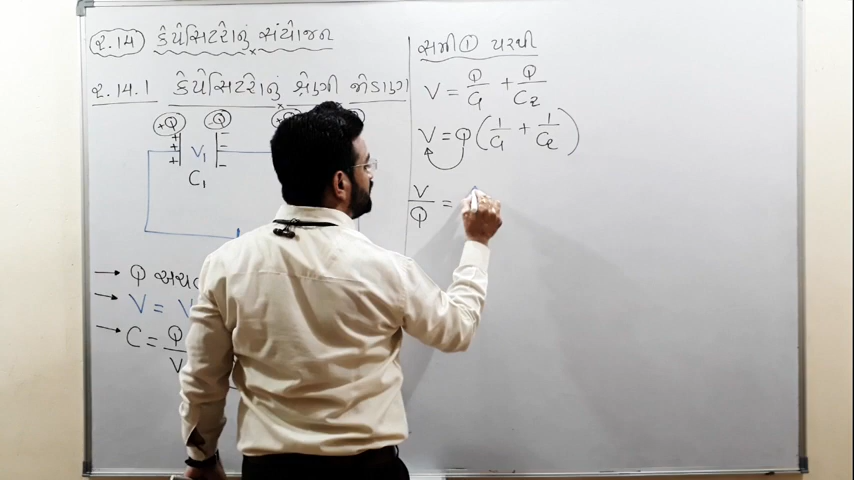 ૨.૧૪ કેપેસિટરોનું સંયોજન
૨.૧૪.૧ કેપેસિટરોનું શ્રેણી જોડાણ
+Q -Q
V₁
C₁
→ Q
→ V = V
→ C = Q/V
સમી ① પરથી
V = Q/C₁ + Q/C₂
V = Q (1/C₁ + 1/C₂)
V/Q =